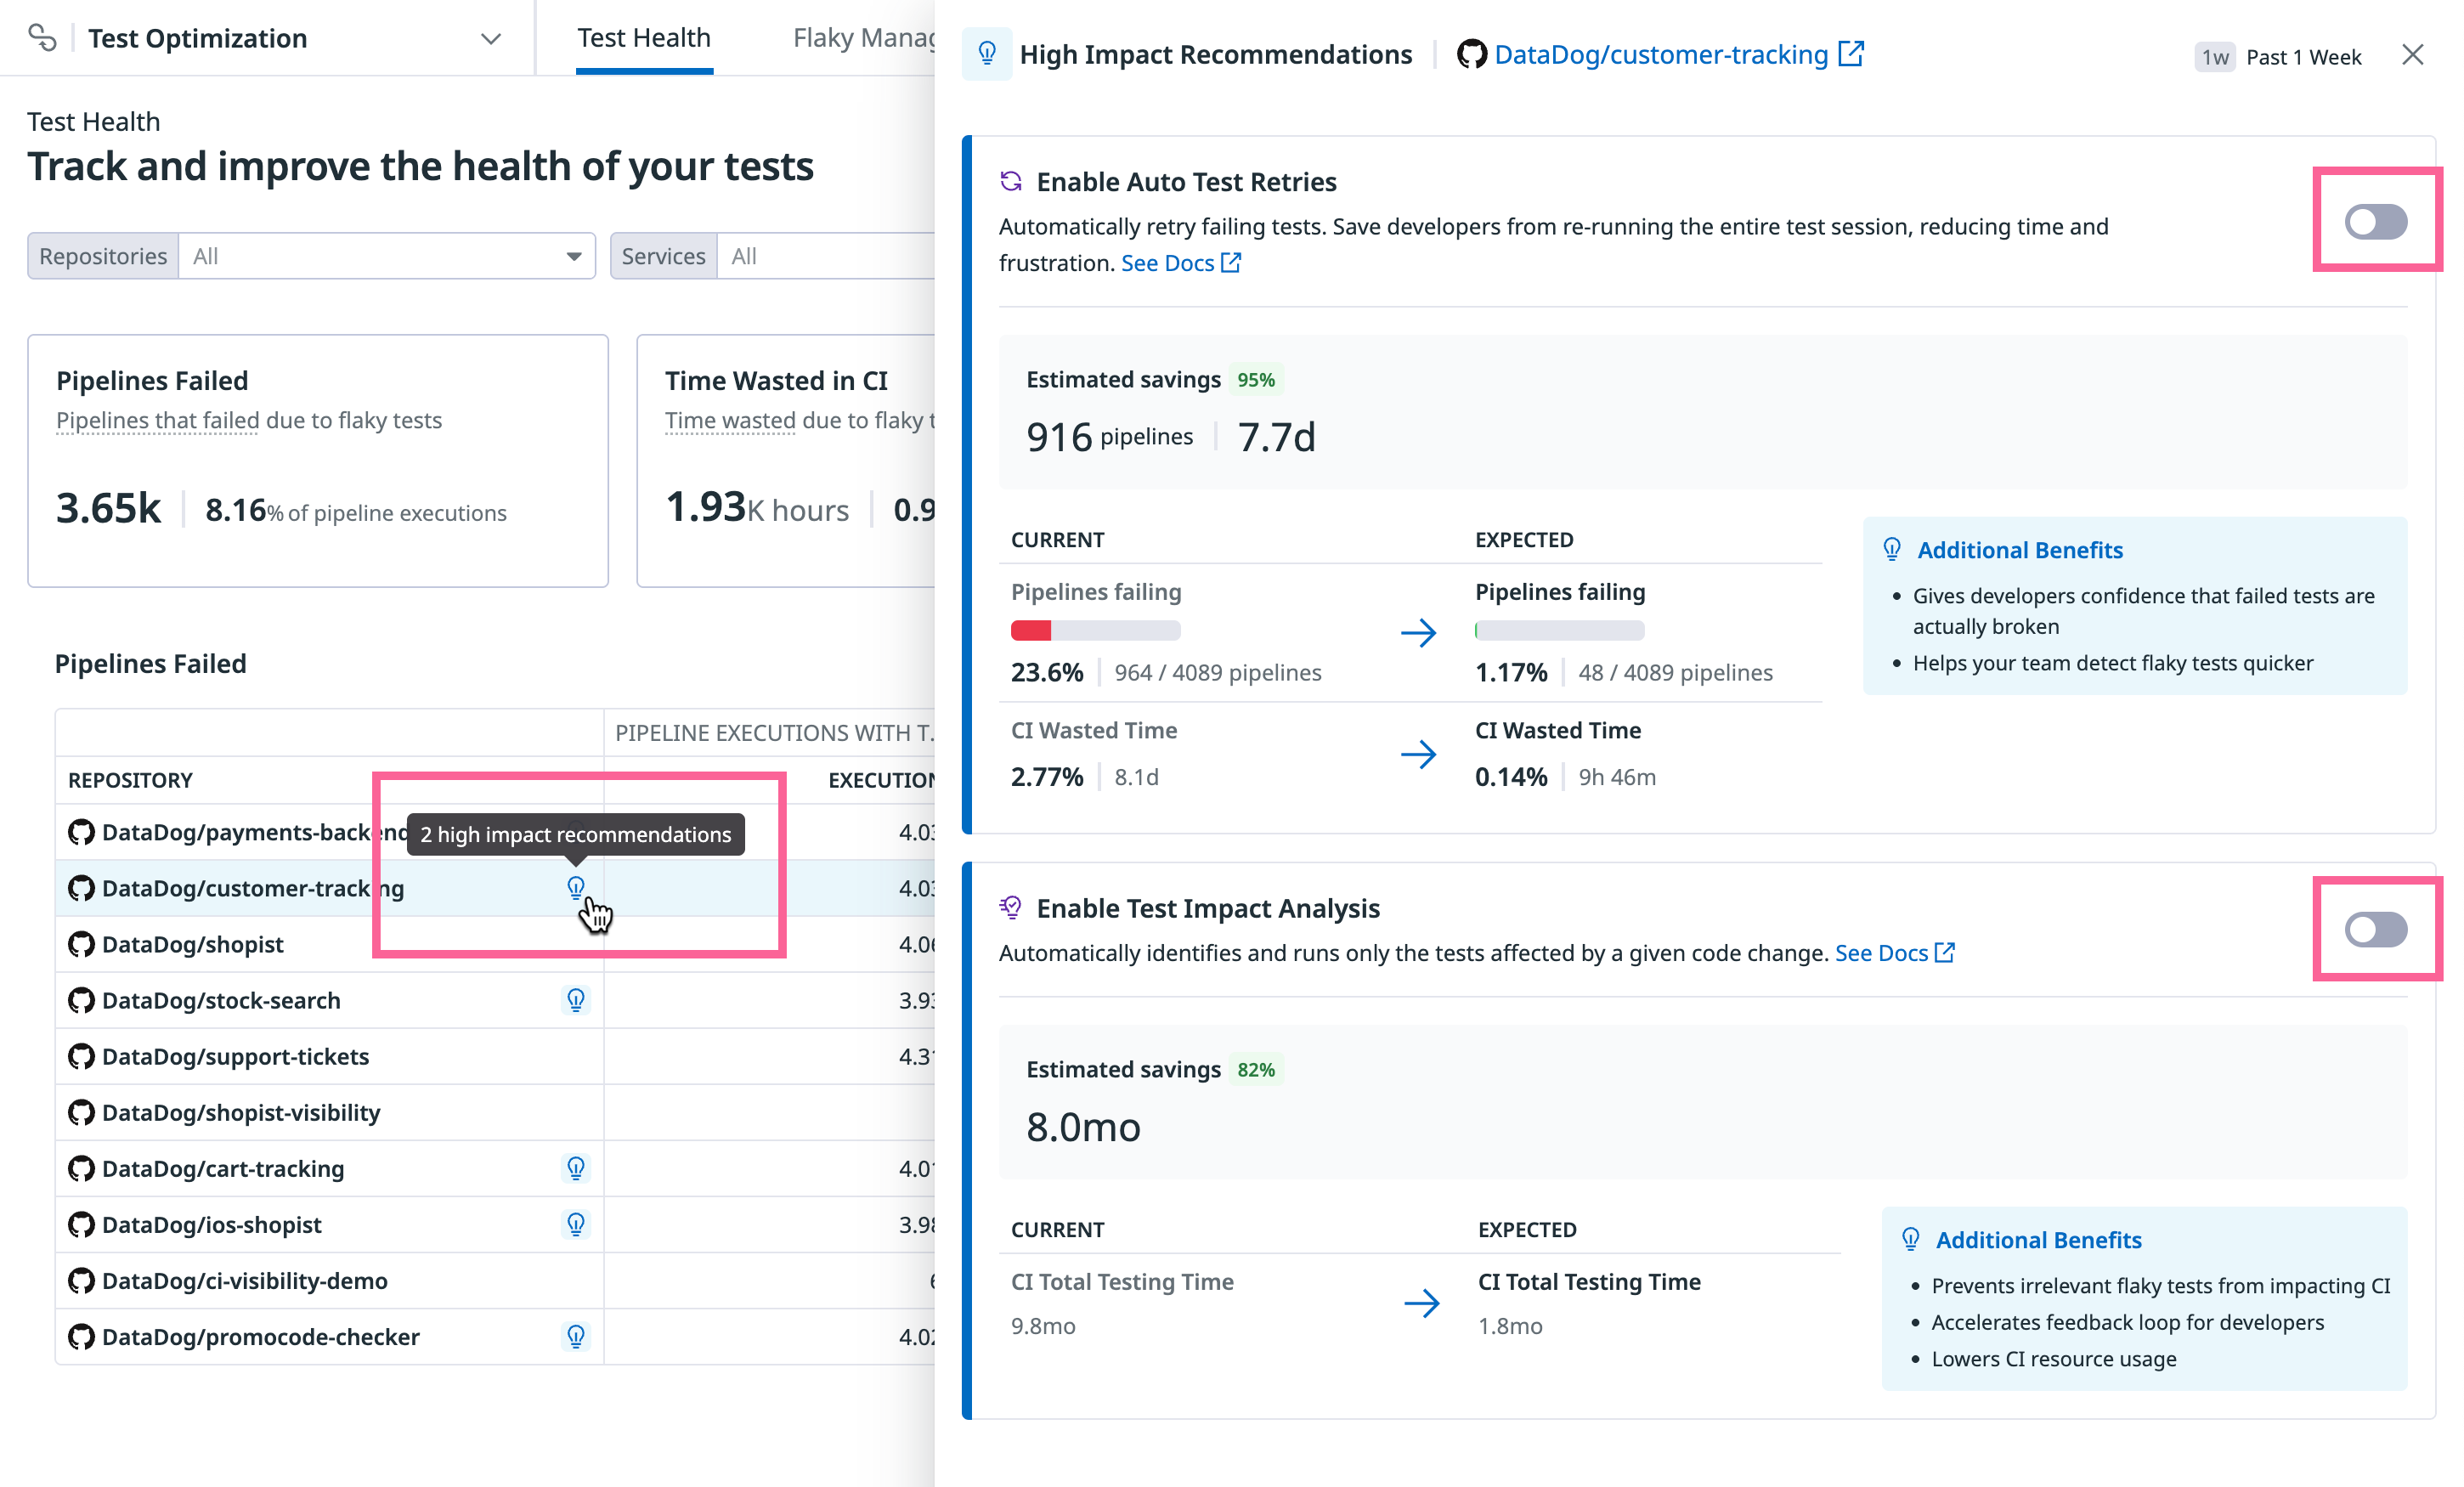 Test Optimization
Test Health
Flaky Manag
Test Health
Track and improve the health of your tests
Repositories All
Services All
Pipelines Failed
Pipelines that failed due to flaky tests
3.65k 8.16% of pipeline executions
Time Wasted in CI
Time wasted due to flaky t
1.93K hours 0.9
Pipelines Failed
PIPELINE EXECUTIONS WITH T...
REPOSITORY EXECUTION
DataDog/payments-backend 4.03
2 high impact recommendations
DataDog/customer-tracking 4.03
DataDog/shopist 4.06
DataDog/stock-search 3.93
DataDog/support-tickets 4.31
DataDog/shopist-visibility
DataDog/cart-tracking 4.01
DataDog/ios-shopist 3.98
DataDog/ci-visibility-demo 6
DataDog/promocode-checker 4.02
High Impact Recommendations DataDog/customer-tracking
1w Past 1 Week
Enable Auto Test Retries
Automatically retry failing tests. Save developers from re-running the entire test session, reducing time and
frustration. See Docs
Estimated savings 95%
916 pipelines 7.7d
CURRENT EXPECTED
Pipelines failing Pipelines failing
23.6% 964 / 4089 pipelines 1.17% 48 / 4089 pipelines
CI Wasted Time CI Wasted Time
2.77% 8.1d 0.14% 9h 46m
Additional Benefits
• Gives developers confidence that failed tests are
actually broken
• Helps your team detect flaky tests quicker
Enable Test Impact Analysis
Automatically identifies and runs only the tests affected by a given code change. See Docs
Estimated savings 82%
8.0mo
CURRENT EXPECTED
CI Total Testing Time CI Total Testing Time
9.8mo 1.8mo
Additional Benefits
• Prevents irrelevant flaky tests from impacting CI
• Accelerates feedback loop for developers
• Lowers CI resource usage